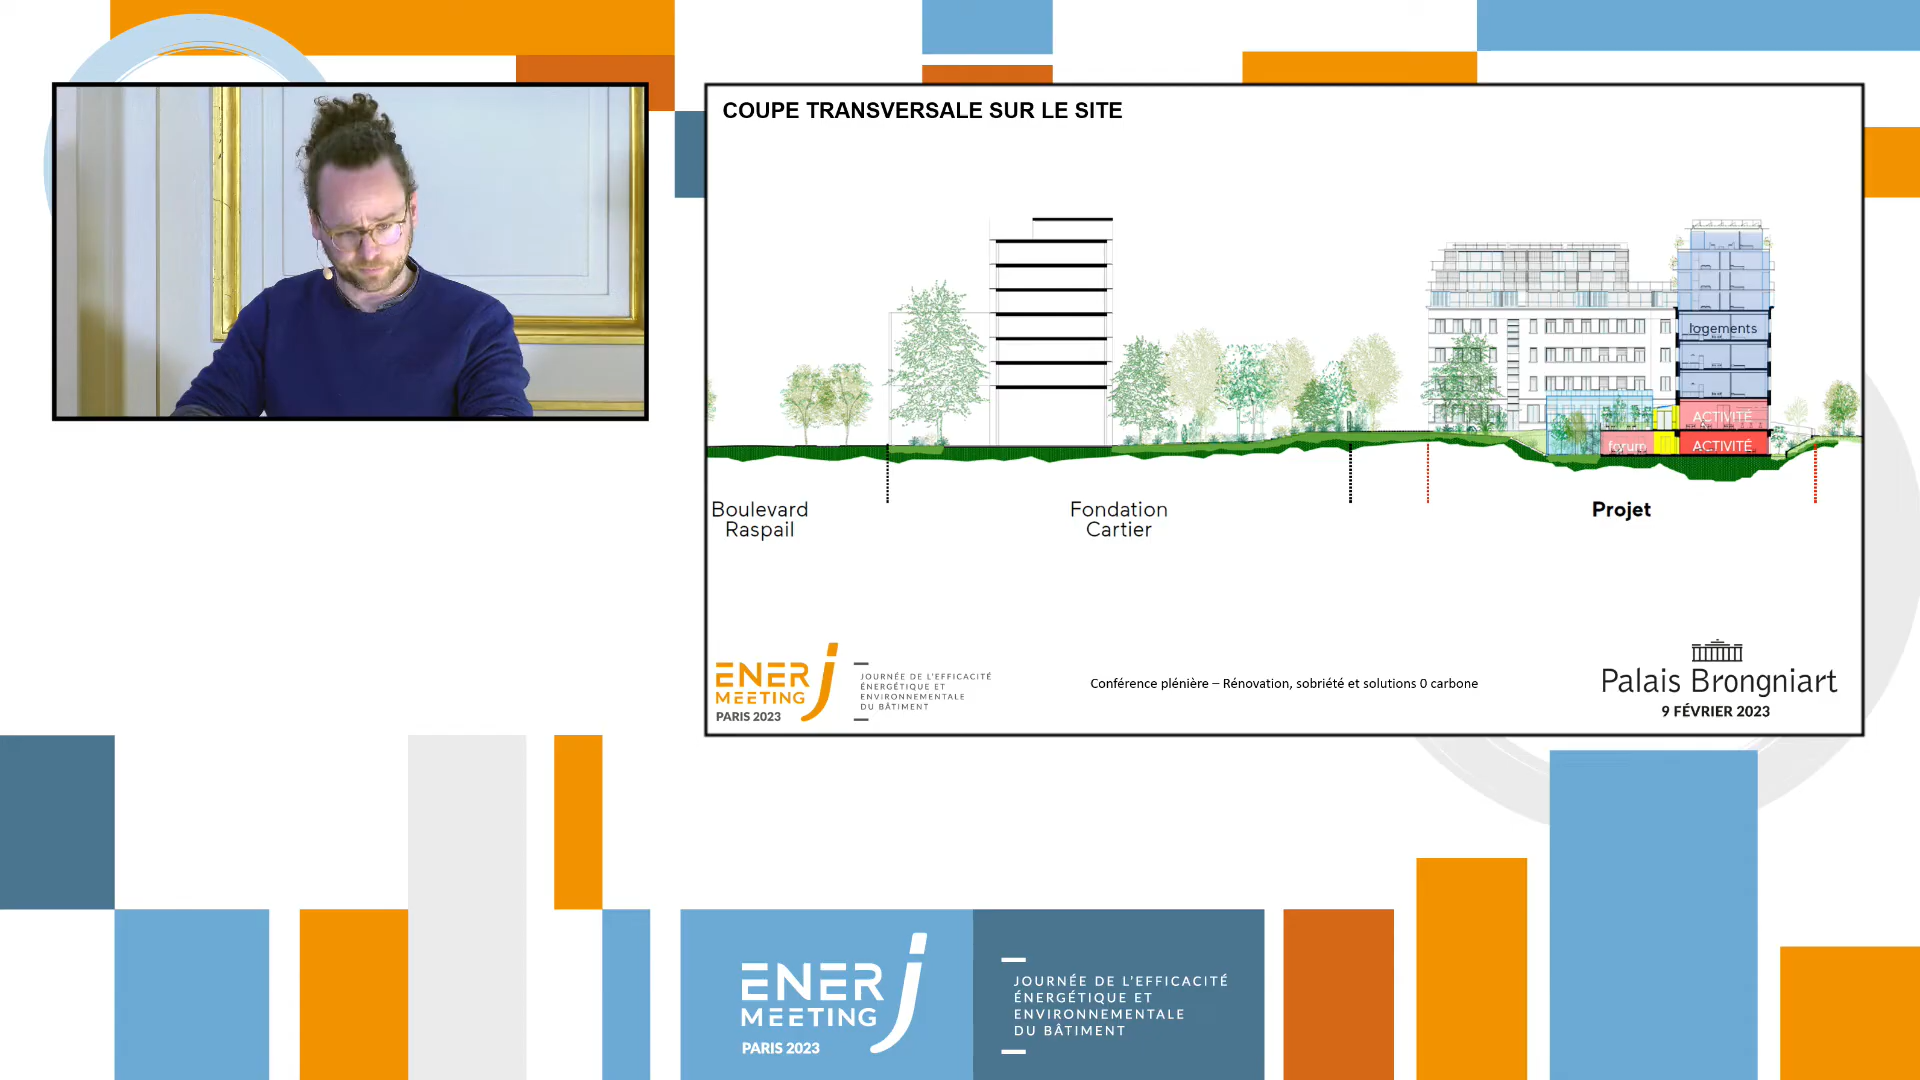 COUPE TRANSVERSALE SUR LE SITE
logements
ACTIVITÉ
forum
ACTIVITÉ
Boulevard
Raspail
Fondation
Cartier
Projet
ENERJ
MEETING
PARIS 2023
JOURNÉE DE L'EFFICACITÉ
ÉNERGÉTIQUE ET
ENVIRONNEMENTALE
DU BÂTIMENT
Conférence plénière – Rénovation, sobriété et solutions 0 carbone
Palais Brongniart
9 FÉVRIER 2023
ENERJ
MEETING
PARIS 2023
JOURNÉE DE L'EFFICACITÉ
ÉNERGÉTIQUE ET
ENVIRONNEMENTALE
DU BÂTIMENT